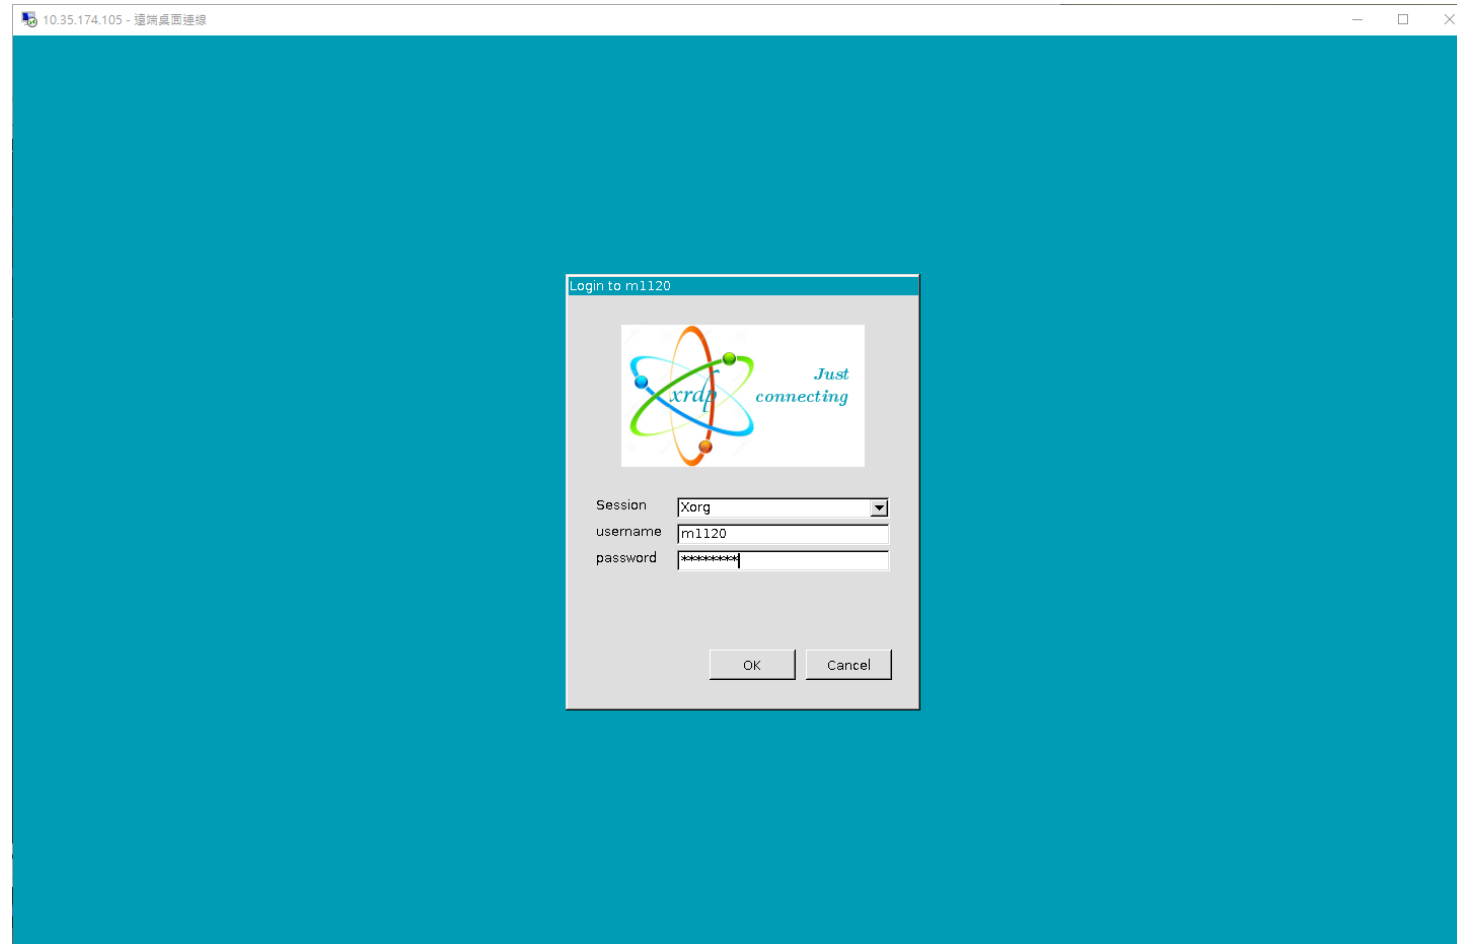 10.35.174.105 - 遠端桌面連線
Login to m1120
xrdp
Just
connecting
Session
Xorg
username
m1120
password
********
OK
Cancel